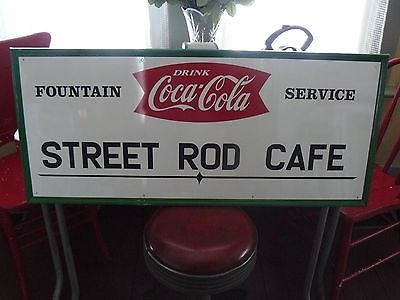 DRINK
FOUNTAIN Coca-Cola SERVICE
STREET ROD CAFE